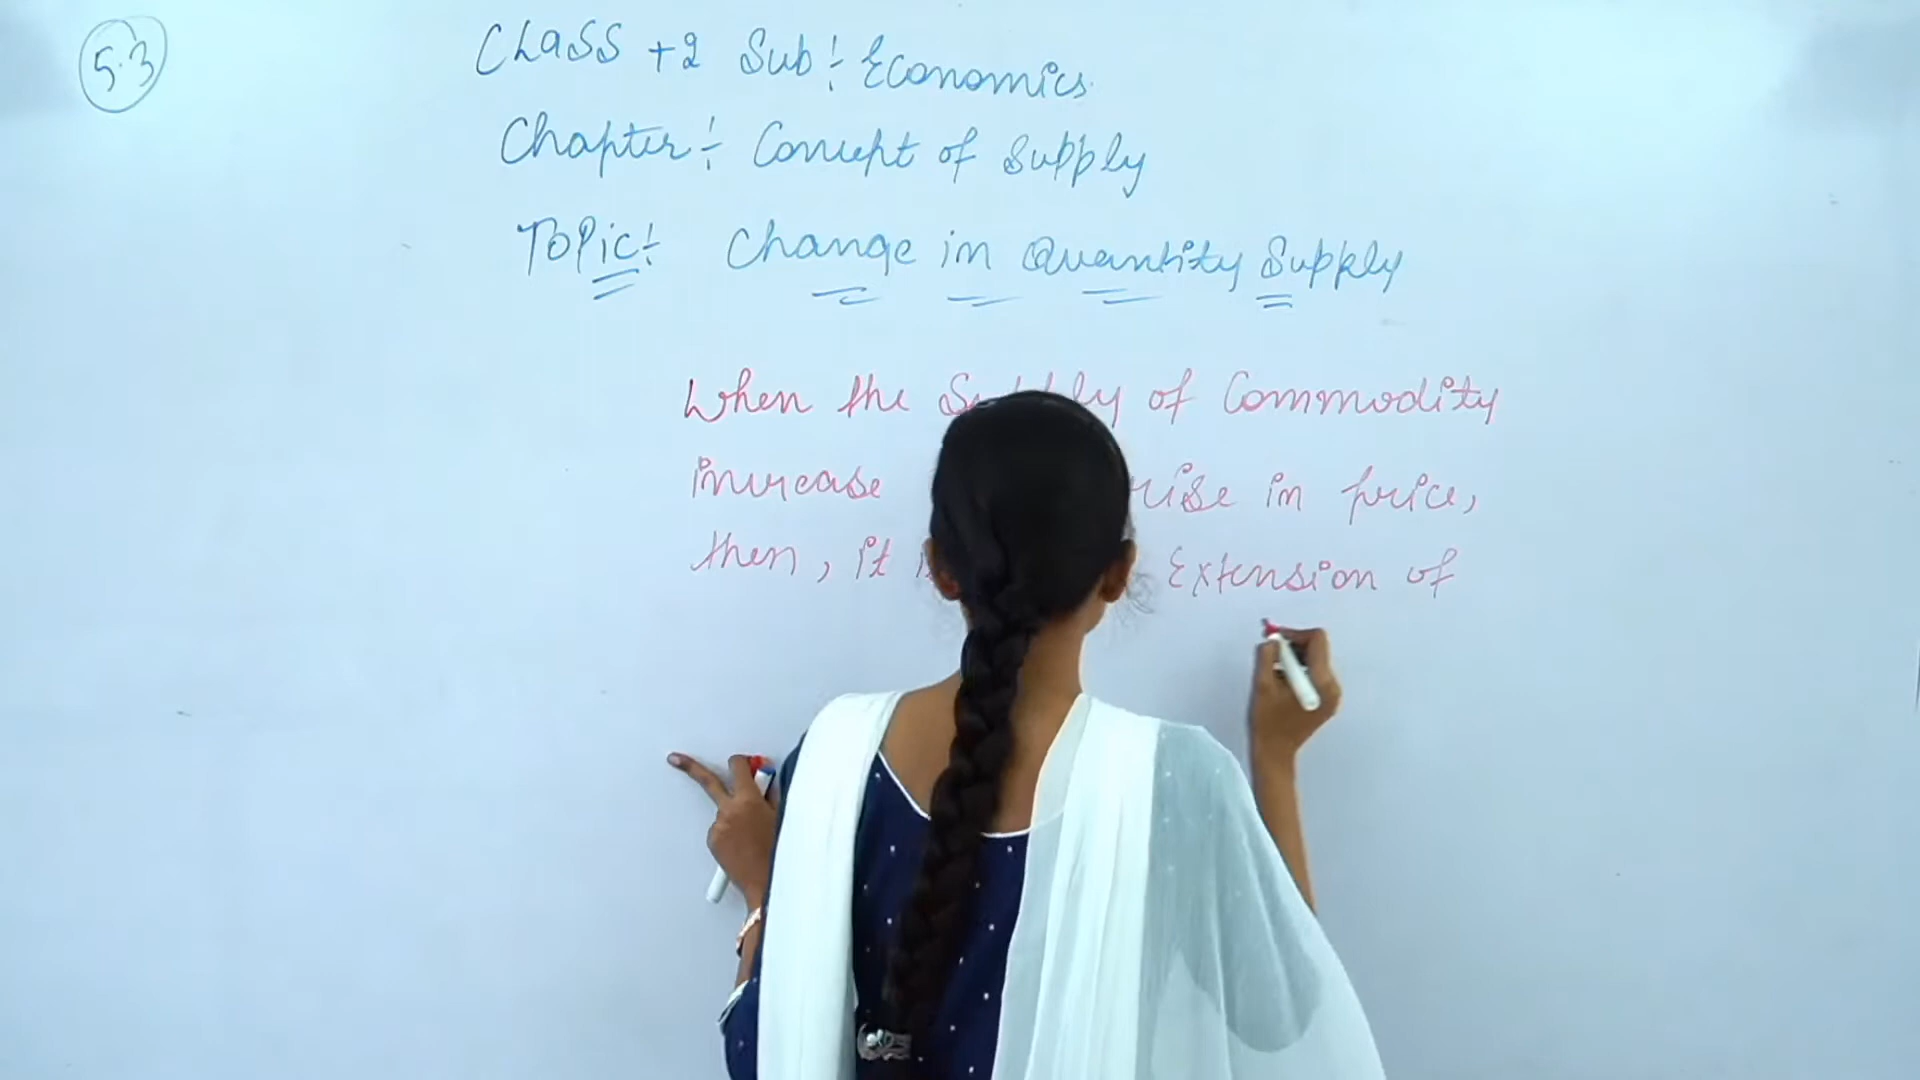 5.3
Class +2 Sub:- Economics.
Chapter:- Concept of Supply
Topic:- Change in Quantity Supply
When the Supply of Commodity
increase rise in price,
then, it Extension of